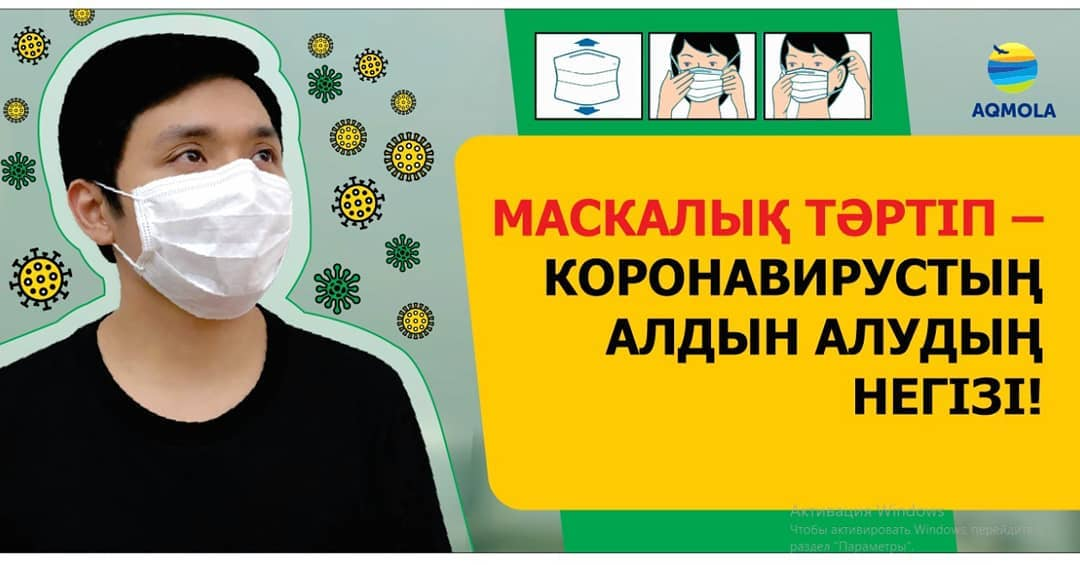 AQMOLA
МАСКАЛЫҚ ТӘРТІП –
КОРОНАВИРУСТЫҢ
АЛДЫН АЛУДЫҢ
НЕГІЗІ!
Активация Windows
Чтобы активировать Windows, перейдите в
раздел "Параметры".